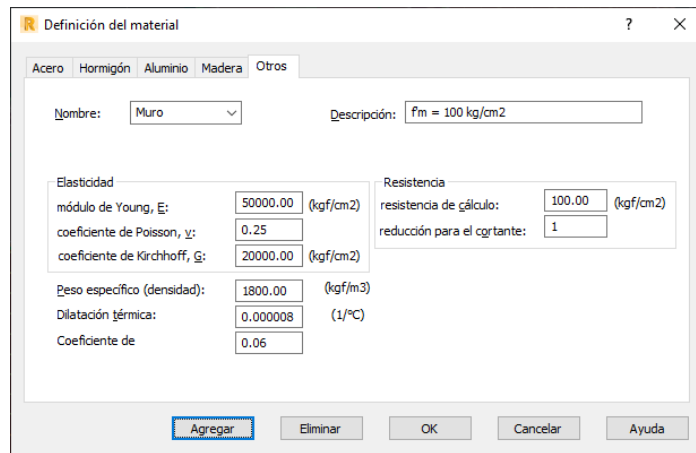 R Definición del material ? ×
Acero Hormigón Aluminio Madera Otros
Nombre: Muro Descripción: f'm = 100 kg/cm2
Elasticidad Resistencia
módulo de Young, E: 50000.00 (kgf/cm2) resistencia de cálculo: 100.00 (kgf/cm2)
coeficiente de Poisson, v: 0.25 reducción para el cortante: 1
coeficiente de Kirchhoff, G: 20000.00 (kgf/cm2)
Peso específico (densidad): 1800.00 (kgf/m3)
Dilatación térmica: 0.000008 (1/°C)
Coeficiente de 0.06
Agregar Eliminar OK Cancelar Ayuda